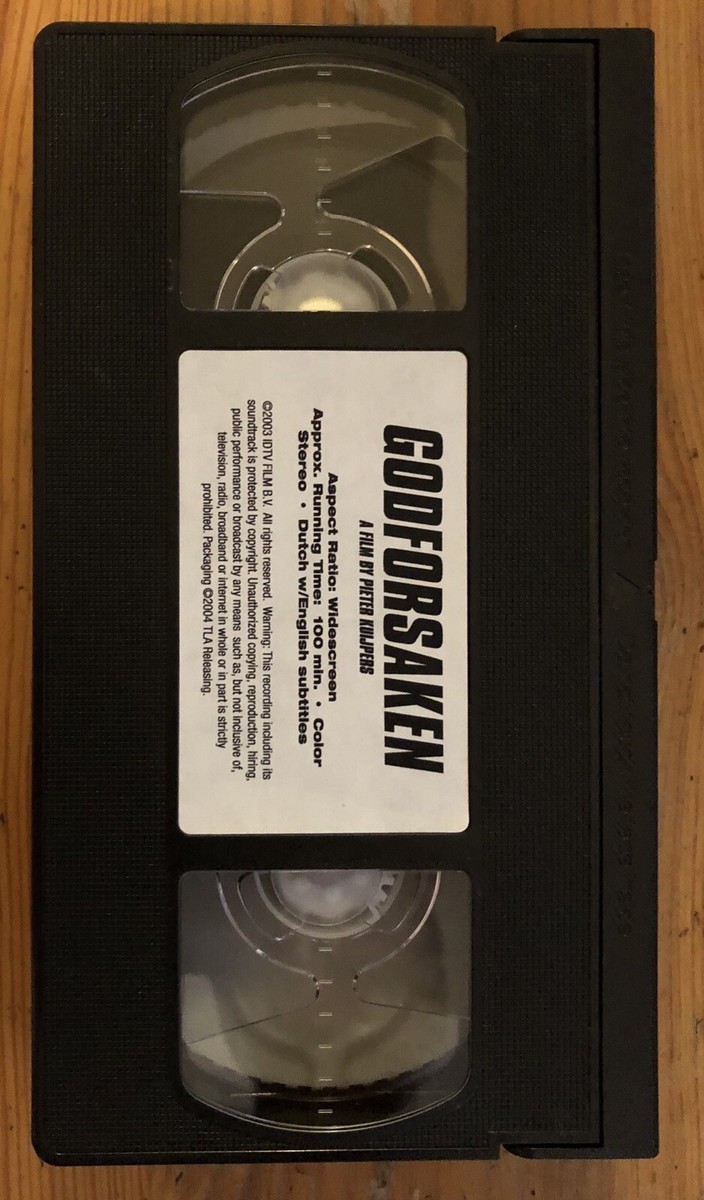 GODFORSAKEN
A FILM BY PIETER KUIJPERS
Aspect Ratio: Widescreen
Approx. Running Time: 100 min. • Color
Stereo • Dutch w/English subtitles
©2003 IDTV FILM B.V. All rights reserved. Warning: This recording including its
soundtrack is protected by copyright. Unauthorized copying, reproduction, hiring,
public performance or broadcast by any means such as, but not inclusive of,
television, radio, broadband or internet in whole or in part is strictly
prohibited. Packaging ©2004 TLA Releasing.